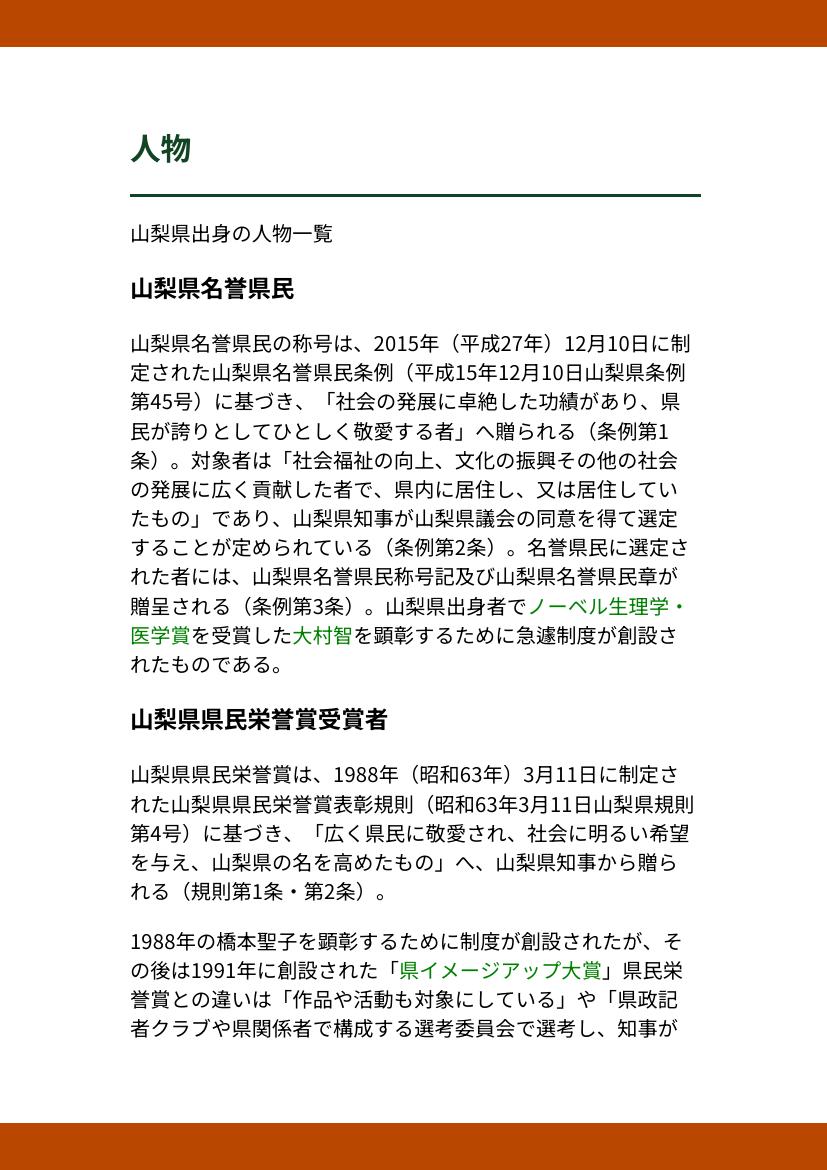 人物
山梨県出身の人物一覧
山梨県名誉県民
山梨県名誉県民の称号は、2015年（平成27年）12月10日に制
定された山梨県名誉県民条例（平成15年12月10日山梨県条例
第45号）に基づき、「社会の発展に卓絶した功績があり、県
民が誇りとしてひとしく敬愛する者」へ贈られる（条例第1
条）。対象者は「社会福祉の向上、文化の振興その他の社会
の発展に広く貢献した者で、県内に居住し、又は居住してい
たもの」であり、山梨県知事が山梨県議会の同意を得て選定
することが定められている（条例第2条）。名誉県民に選定さ
れた者には、山梨県名誉県民称号記及び山梨県名誉県民章が
贈呈される（条例第3条）。山梨県出身者でノーベル生理学・
医学賞を受賞した大村智を顕彰するために急遽制度が創設さ
れたものである。
山梨県県民栄誉賞受賞者
山梨県県民栄誉賞は、1988年（昭和63年）3月11日に制定さ
れた山梨県県民栄誉賞表彰規則（昭和63年3月11日山梨県規則
第4号）に基づき、「広く県民に敬愛され、社会に明るい希望
を与え、山梨県の名を高めたもの」へ、山梨県知事から贈ら
れる（規則第1条・第2条）。
1988年の橋本聖子を顕彰するために制度が創設されたが、そ
の後は1991年に創設された「県イメージアップ大賞」県民栄
誉賞との違いは「作品や活動も対象にしている」や「県政記
者クラブや県関係者で構成する選考委員会で選考し、知事が